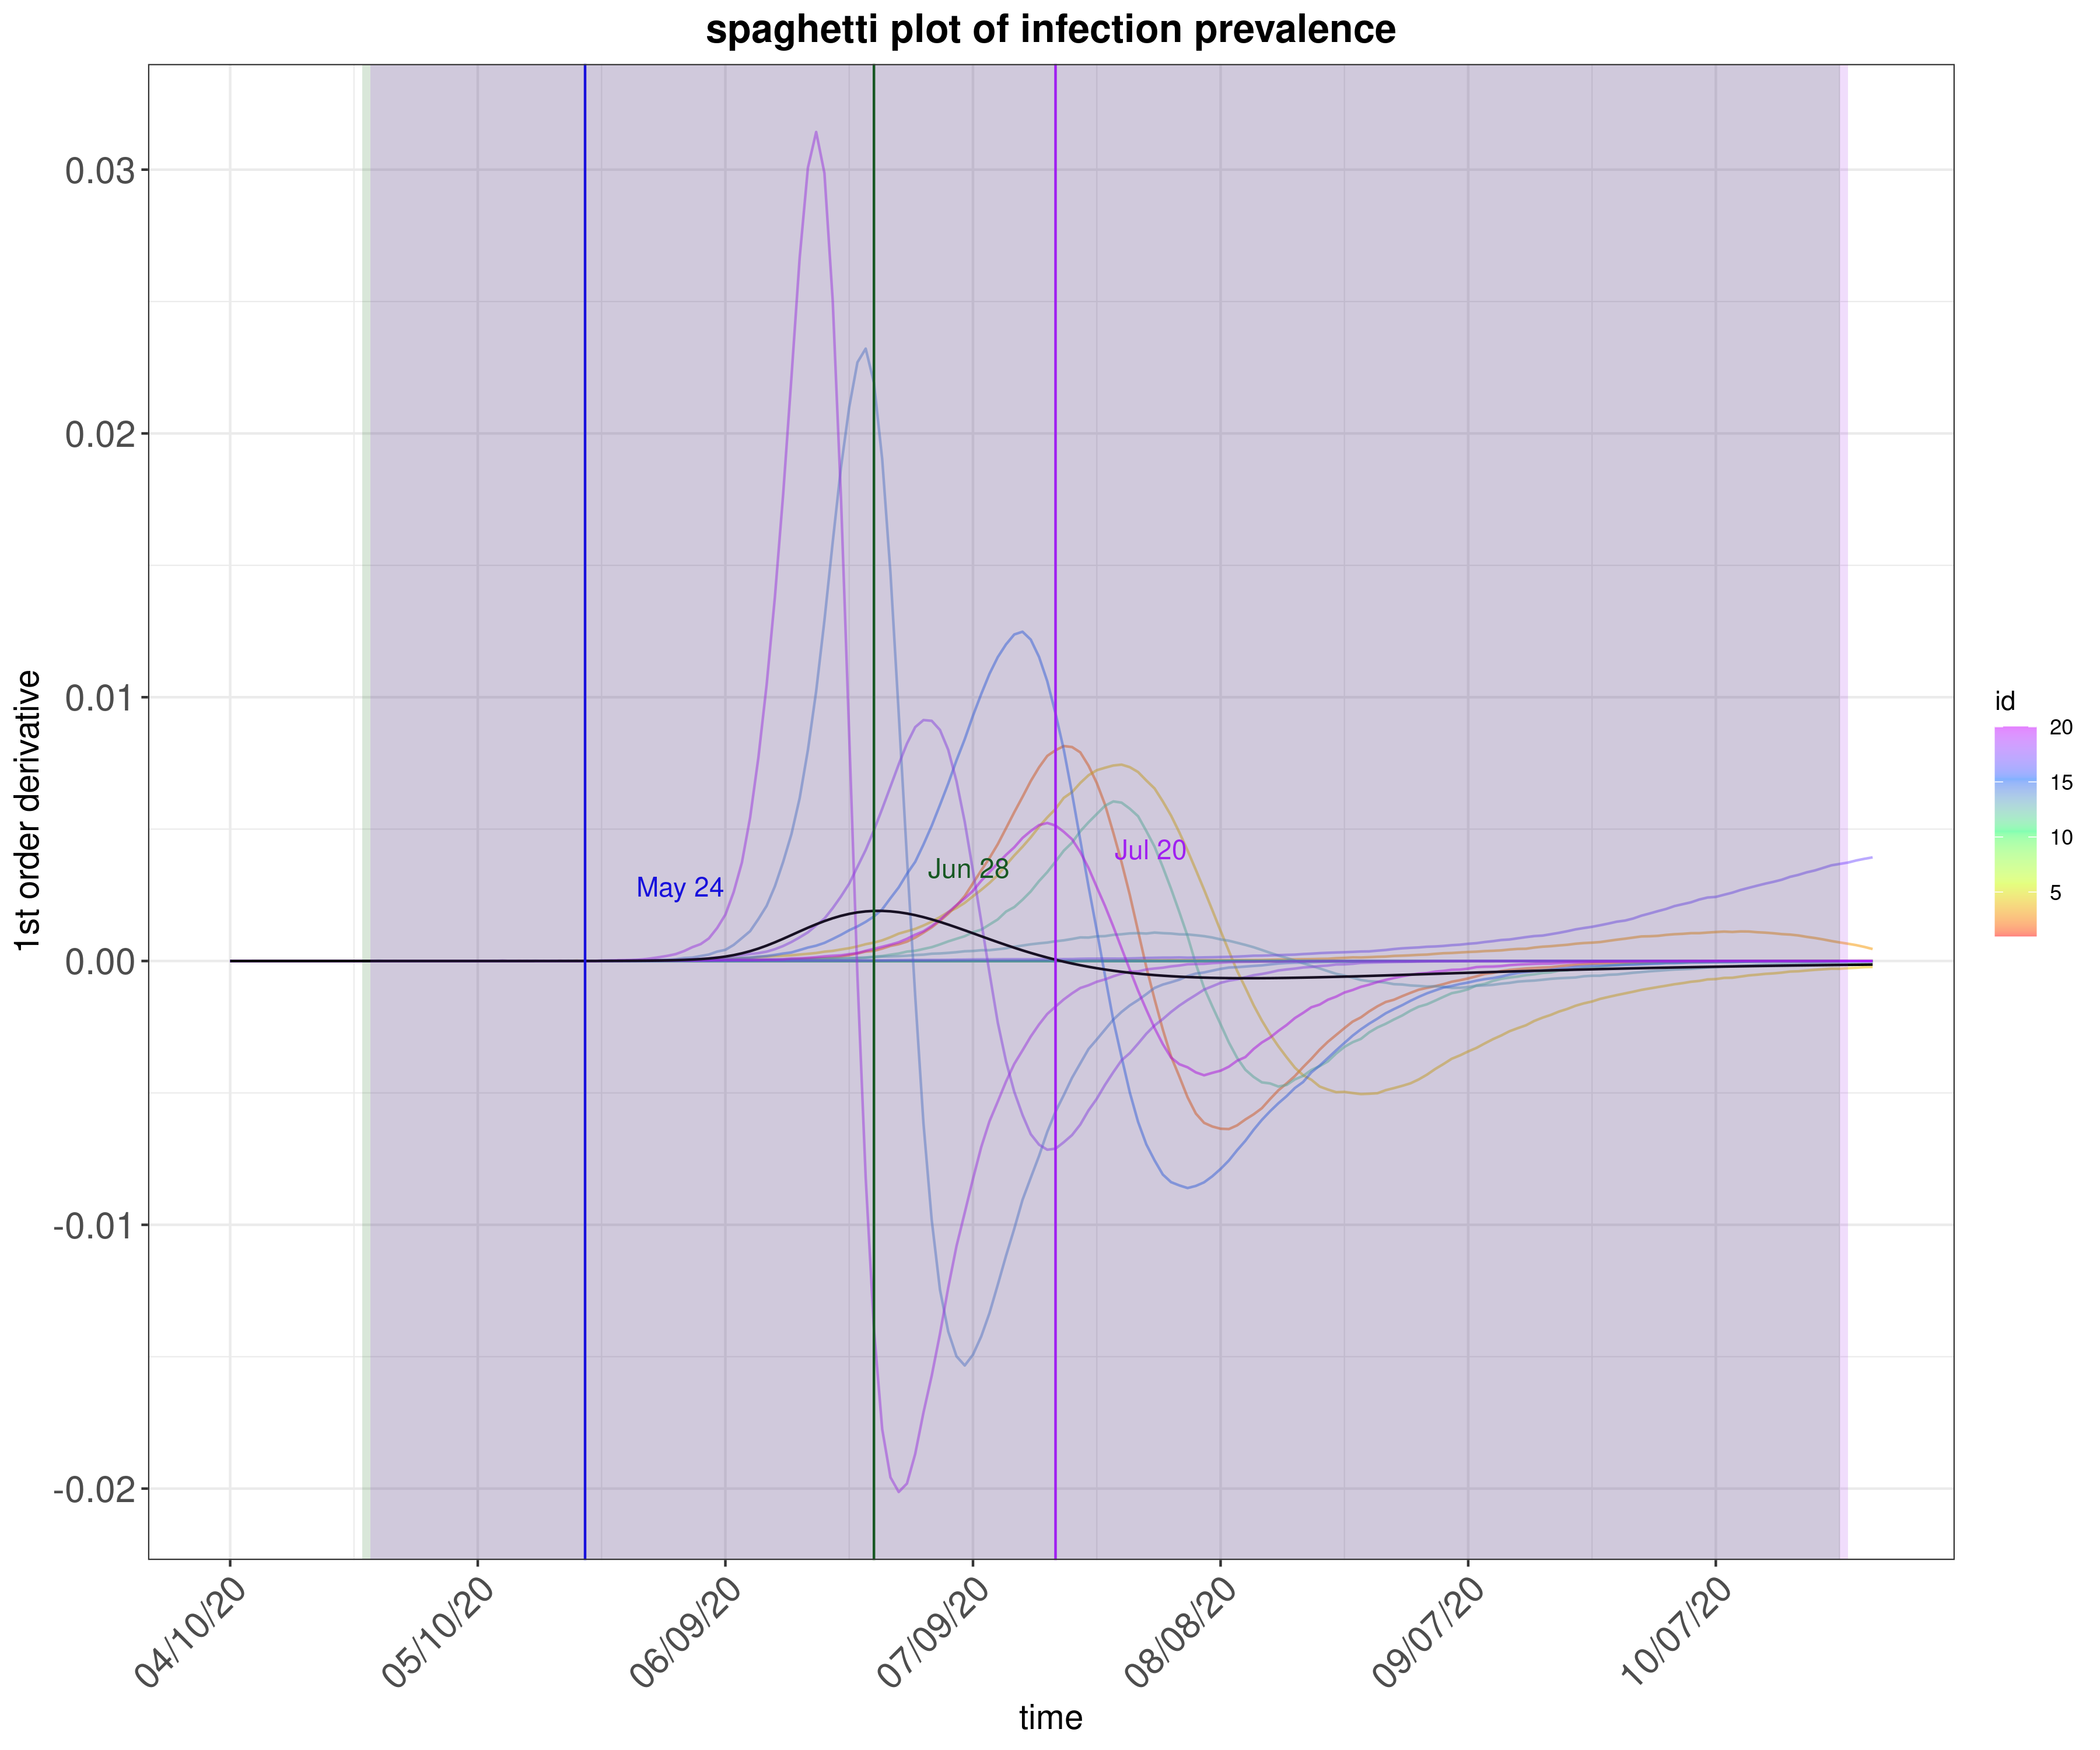 spaghetti plot of infection prevalence
1st order derivative
0.03
0.02
0.01
0.00
-0.01
-0.02
May 24
Jun 28
Jul 20
04/10/20
05/10/20
06/09/20
07/09/20
08/08/20
09/07/20
10/07/20
time
id
20
15
10
5